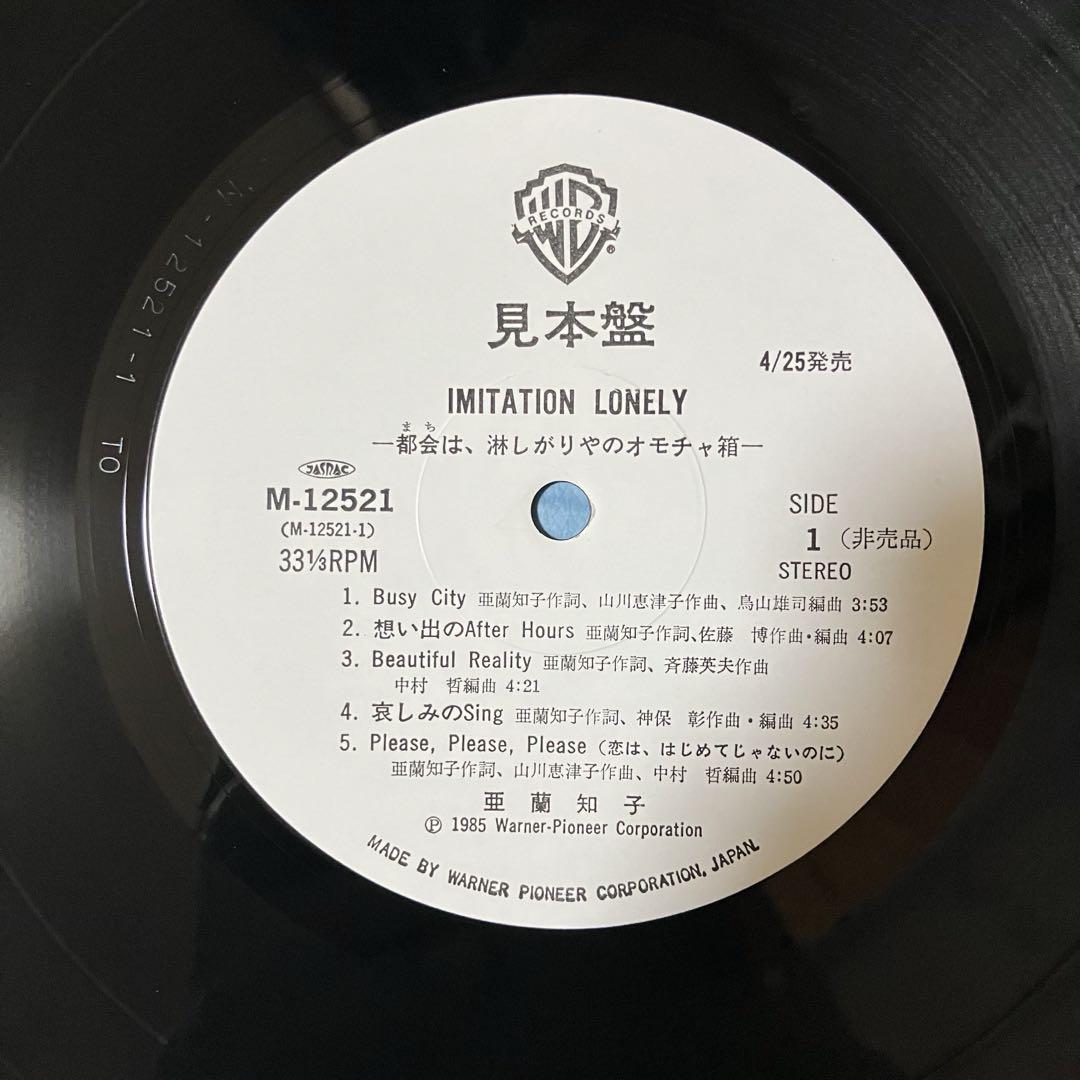 WB
RECORDS
®
見本盤
4/25発売
IMITATION LONELY
まち
—都会は、淋しがりやのオモチャ箱—
JASRAC
M-12521
(M-12521-1)
33⅓RPM
SIDE
1 (非売品)
STEREO
1. Busy City 亜蘭知子作詞、山川恵津子作曲、鳥山雄司編曲 3:53
2. 想い出のAfter Hours 亜蘭知子作詞、佐藤 博作曲・編曲 4:07
3. Beautiful Reality 亜蘭知子作詞、斉藤英夫作曲
中村 哲編曲 4:21
4. 哀しみのSing 亜蘭知子作詞、神保 彰作曲・編曲 4:35
5. Please, Please, Please (恋は、はじめてじゃないのに)
亜蘭知子作詞、山川恵津子作曲、中村 哲編曲 4:50
亜蘭知子
Ⓟ 1985 Warner-Pioneer Corporation
MADE BY WARNER PIONEER CORPORATION, JAPAN.
M-12521-1 TO